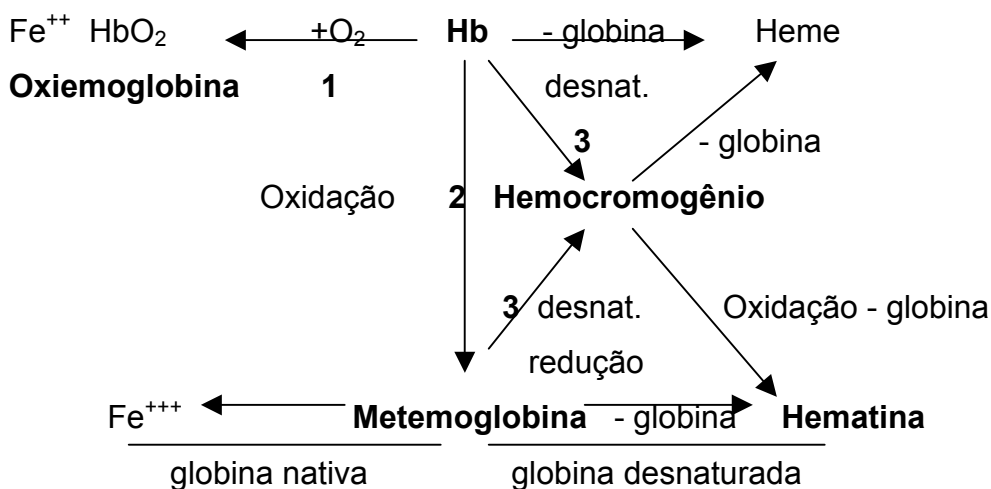 Fe⁺⁺ HbO₂ +O₂ Hb - globina Heme
Oxiemoglobina 1 desnat.
3 - globina
Oxidação 2 Hemocromogênio
3 desnat. Oxidação - globina
redução
Fe⁺⁺⁺ Metemoglobina - globina Hematina
globina nativa globina desnaturada